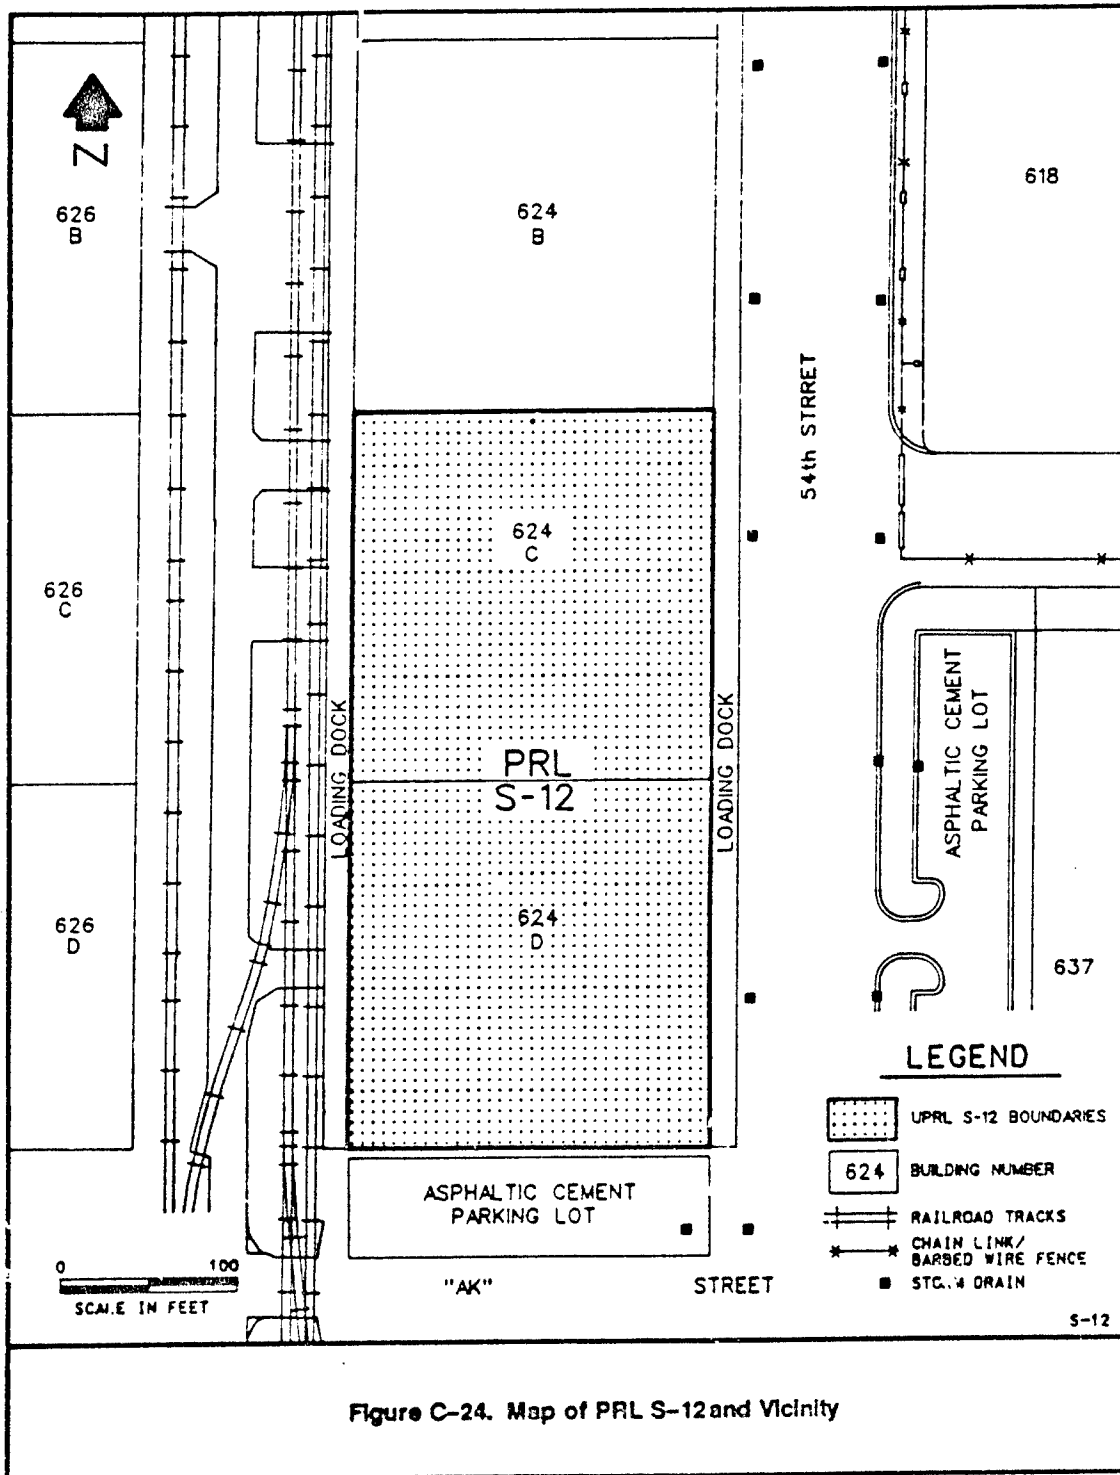 N
626
B
624
B
618
54th STRRET
624
C
626
C
LOADING DOCK
PRL
S-12
LOADING DOCK
ASPHALTIC CEMENT
PARKING LOT
626
D
624
D
637
LEGEND
UPRL S-12 BOUNDARIES
624 BUILDING NUMBER
RAILROAD TRACKS
CHAIN LINK/
BARBED WIRE FENCE
DRAIN
ASPHALTIC CEMENT
PARKING LOT
0 100
SCALE IN FEET
"AK" STREET
S-12
Figure C-24. Map of PRL S-12 and Vicinity